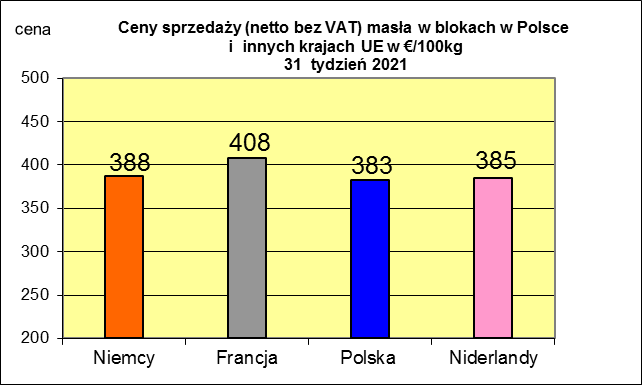 cena
Ceny sprzedaży (netto bez VAT) masła w blokach w Polsce
i innych krajach UE w €/100kg
31 tydzień 2021
500
450
400
350
300
250
200
388
408
383
385
Niemcy
Francja
Polska
Niderlandy